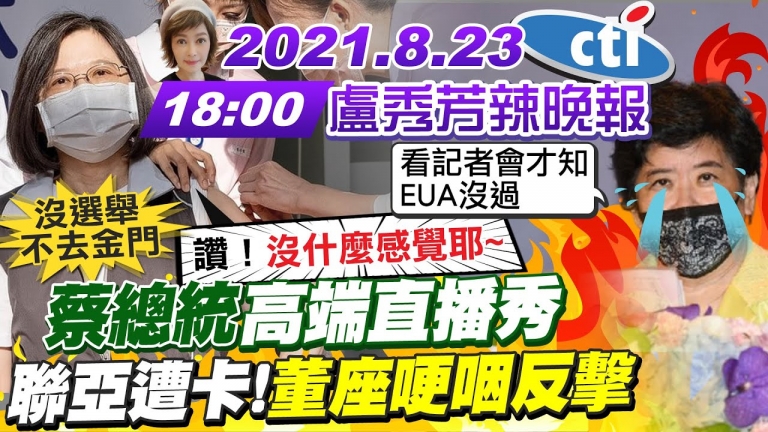 2021.8.23
cti
18:00 盧秀芳辣晚報
看記者會才知
EUA沒過
沒選舉
不去金門
讚！沒什麼感覺耶~
蔡總統高端直播秀
聯亞遭卡!董座哽咽反擊